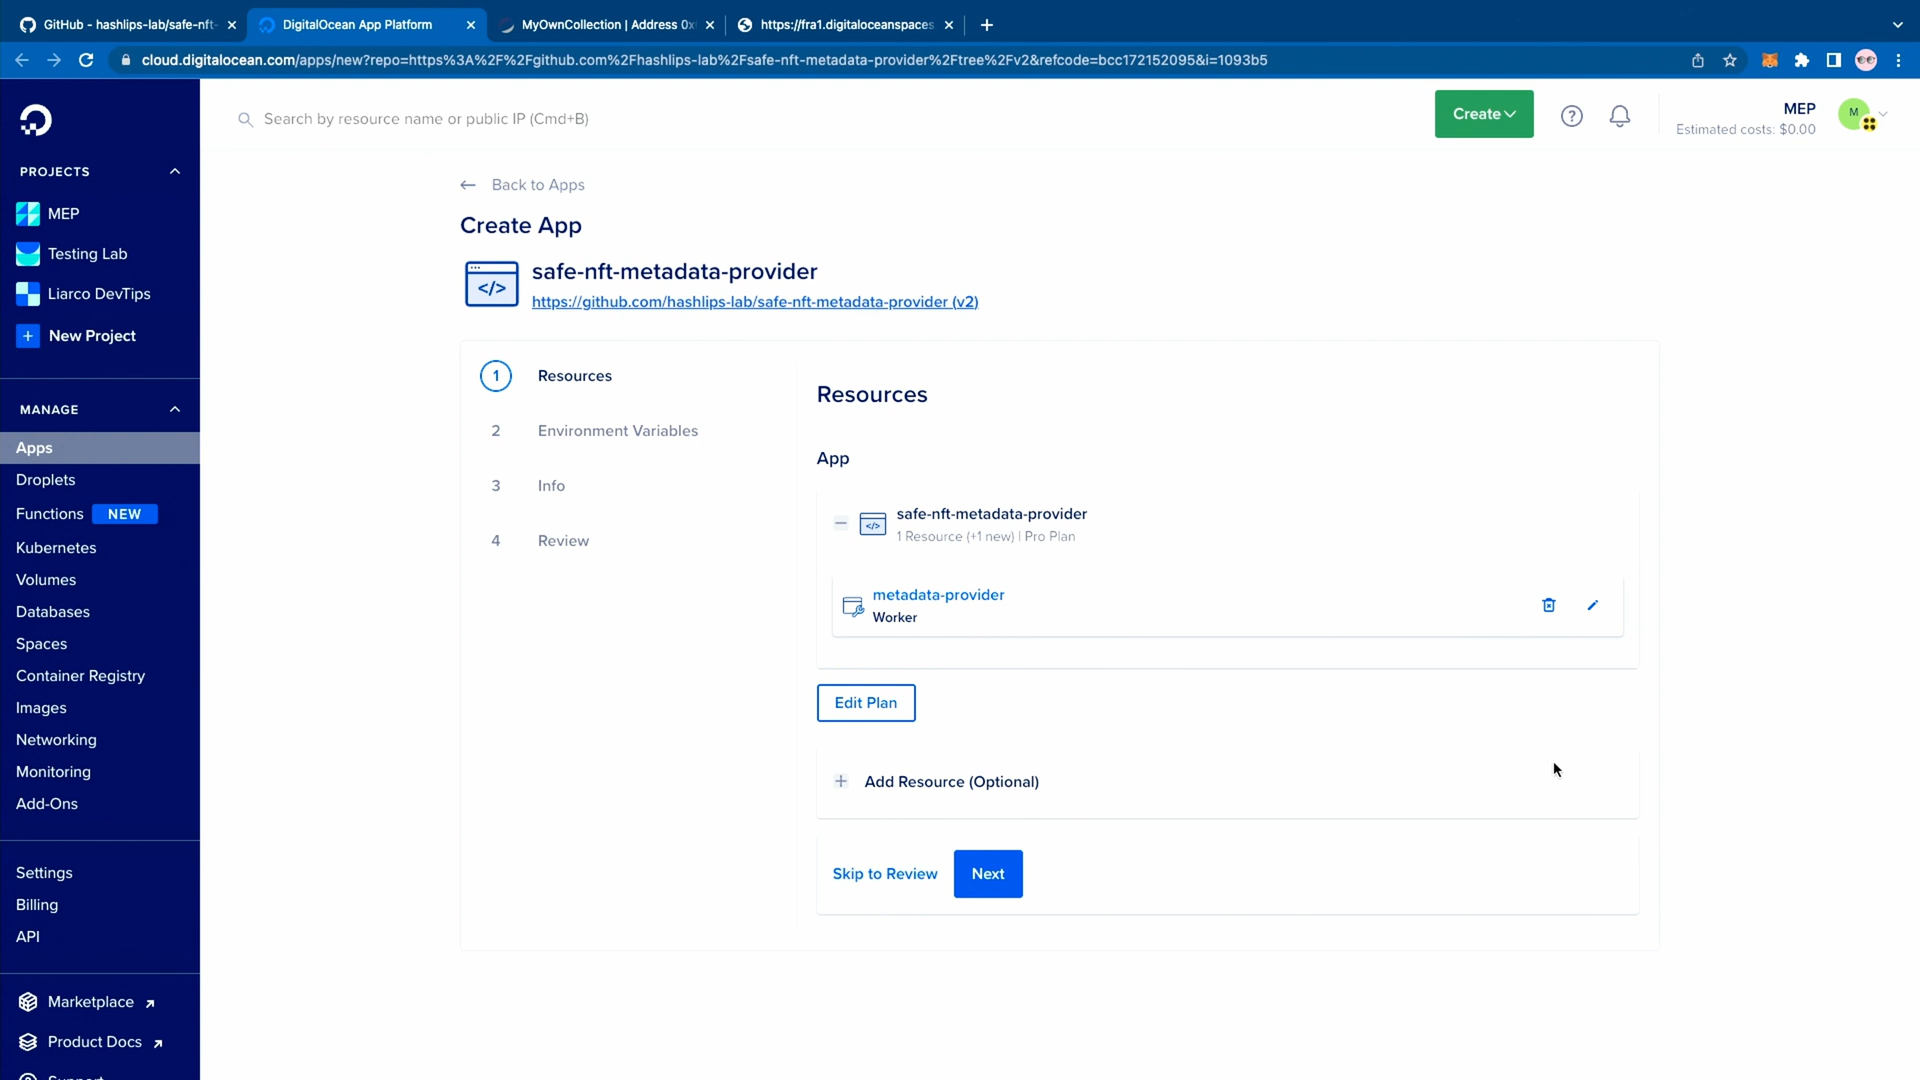 GitHub - hashlips-lab/safe-nft-
DigitalOcean App Platform
MyOwnCollection | Address 0x
https://fra1.digitaloceanspaces
cloud.digitalocean.com/apps/new?repo=https%3A%2F%2Fgithub.com%2Fhashlips-lab%2Fsafe-nft-metadata-provider%2Ftree%2Fv2&refcode=bcc172152095&i=1093b5
Search by resource name or public IP (Cmd+B)
Create
MEP
Estimated costs: $0.00
M
PROJECTS
MEP
Testing Lab
Liarco DevTips
New Project
MANAGE
Apps
Droplets
Functions NEW
Kubernetes
Volumes
Databases
Spaces
Container Registry
Images
Networking
Monitoring
Add-Ons
Settings
Billing
API
Marketplace
Product Docs
Back to Apps
Create App
safe-nft-metadata-provider
https://github.com/hashlips-lab/safe-nft-metadata-provider (v2)
1 Resources
2 Environment Variables
3 Info
4 Review
Resources
App
safe-nft-metadata-provider
1 Resource (+1 new) | Pro Plan
metadata-provider
Worker
Edit Plan
Add Resource (Optional)
Skip to Review
Next